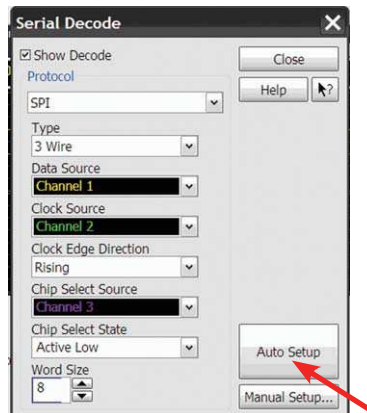 Serial Decode
Show Decode
Close
Protocol
Help
?
SPI
Type
3 Wire
Data Source
Channel 1
Clock Source
Channel 2
Clock Edge Direction
Rising
Chip Select Source
Channel 3
Chip Select State
Active Low
Auto Setup
Word Size
8
Manual Setup...